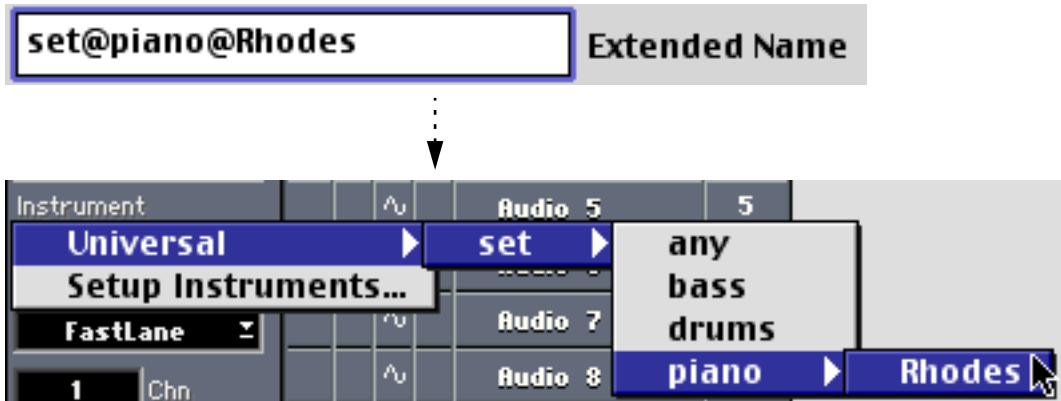 set@piano@Rhodes Extended Name
Instrument Audio 5 5
Universal set any
Setup Instruments... bass
FastLane Audio 7 drums
1 Chn Audio 8 piano Rhodes